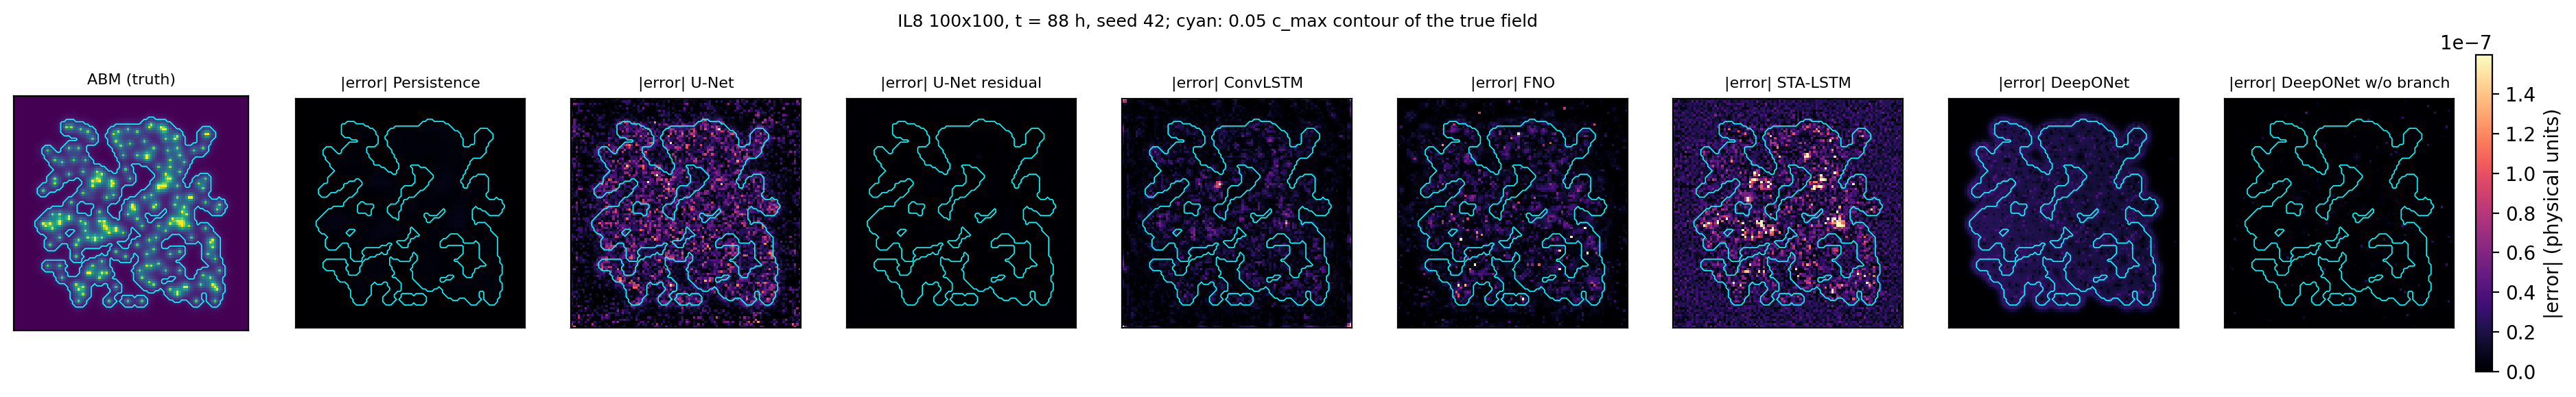 IL8 100x100, t = 88 h, seed 42; cyan: 0.05 c_max contour of the true field
ABM (truth)
|error| Persistence
|error| U-Net
|error| U-Net residual
|error| ConvLSTM
|error| FNO
|error| STA-LSTM
|error| DeepONet
|error| DeepONet w/o branch
1e−7
1.4
1.2
1.0
0.8
0.6
0.4
0.2
0.0
|error| (physical units)